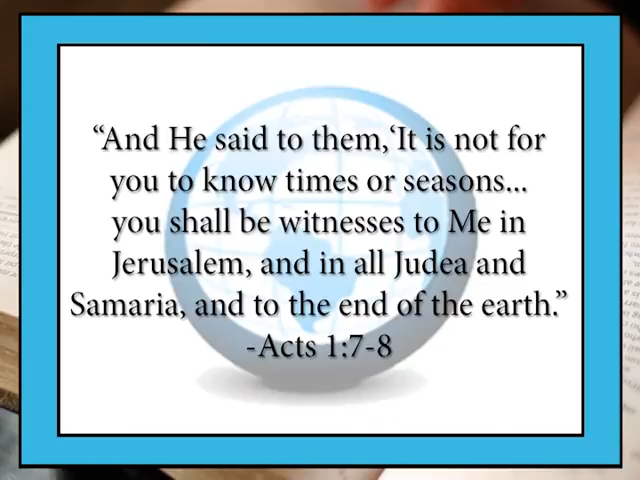 “And He said to them,‘It is not for
you to know times or seasons...
you shall be witnesses to Me in
Jerusalem, and in all Judea and
Samaria, and to the end of the earth.”
-Acts 1:7-8